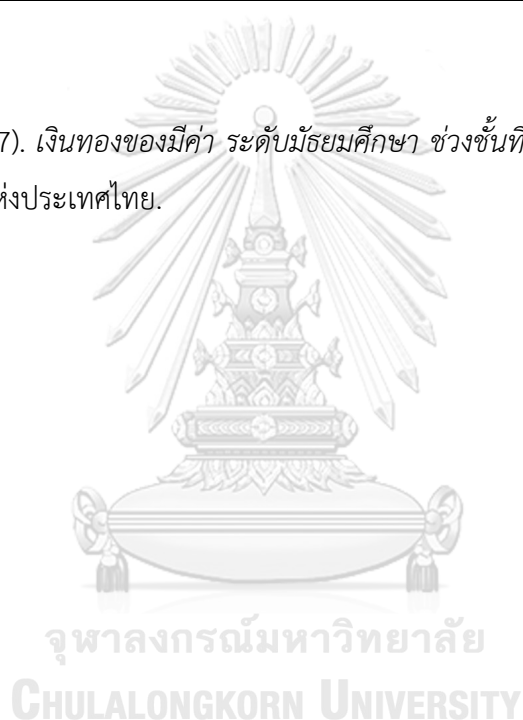 7). เงินทองของมีค่า ระดับมัธยมศึกษา ช่วงชั้นที่
ห่งประเทศไทย.
จุฬาลงกรณ์มหาวิทยาลัย
CHULALONGKORN UNIVERSITY